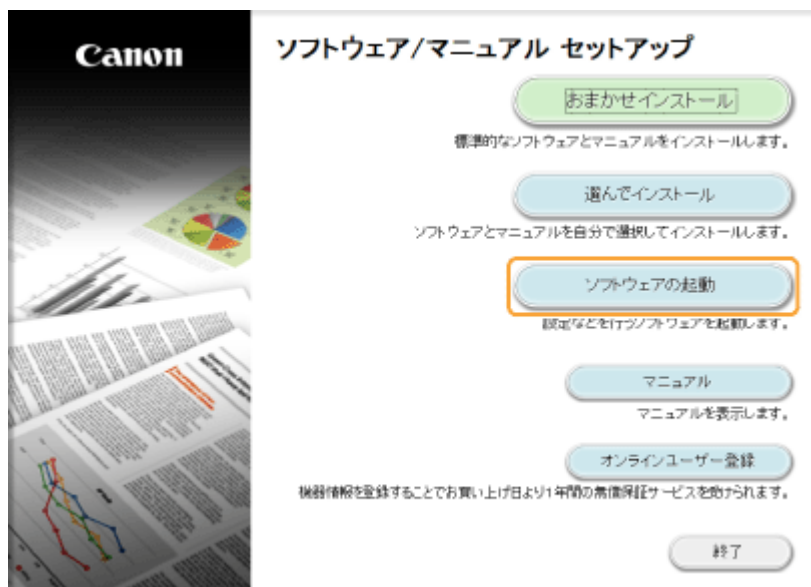 Canon
ソフトウェア/マニュアル セットアップ
おまかせインストール
標準的なソフトウェアとマニュアルをインストールします。
選んでインストール
ソフトウェアとマニュアルを自分で選択してインストールします。
ソフトウェアの起動
設定などを行うソフトウェアを起動します。
マニュアル
マニュアルを表示します。
オンラインユーザー登録
機器情報を登録することでお買い上げ日より1年間の無償保証サービスを受けられます。
終了